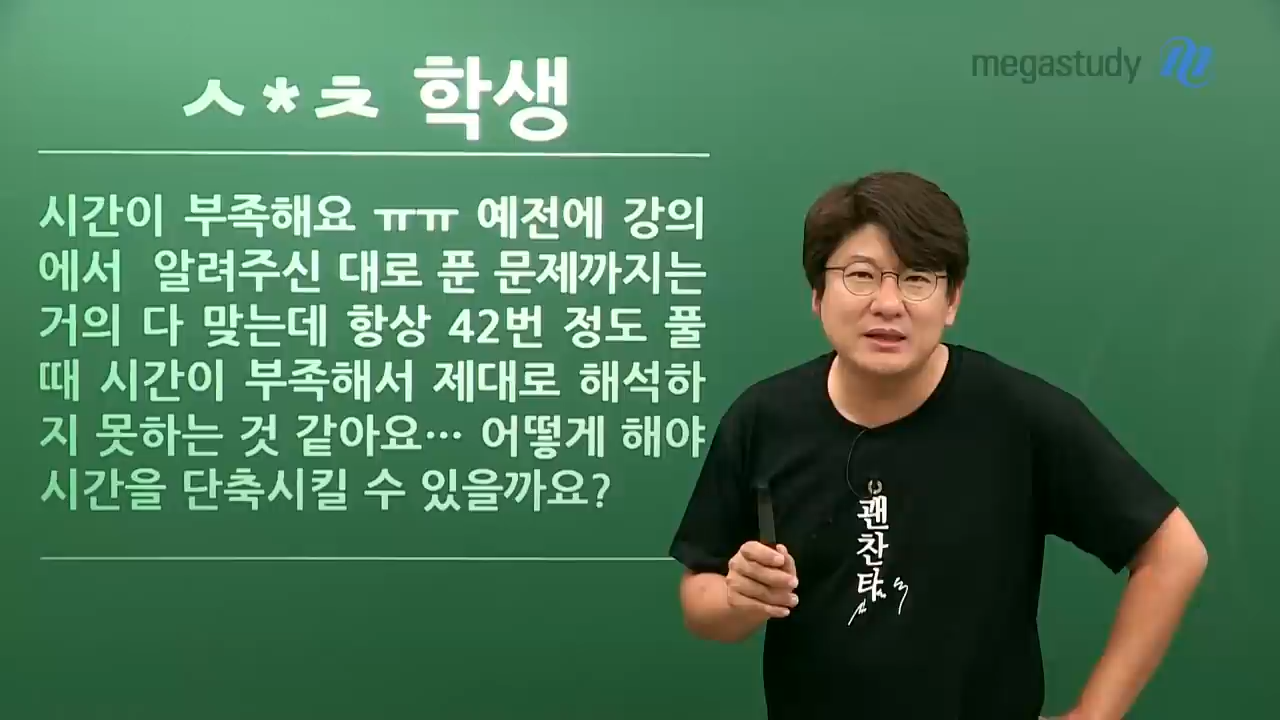 megastudy
ㅅ*ㅊ 학생
시간이 부족해요 ㅠㅠ 예전에 강의
에서 알려주신 대로 푼 문제까지는
거의 다 맞는데 항상 42번 정도 풀
때 시간이 부족해서 제대로 해석하
지 못하는 것 같아요… 어떻게 해야
시간을 단축시킬 수 있을까요?
괜찮타